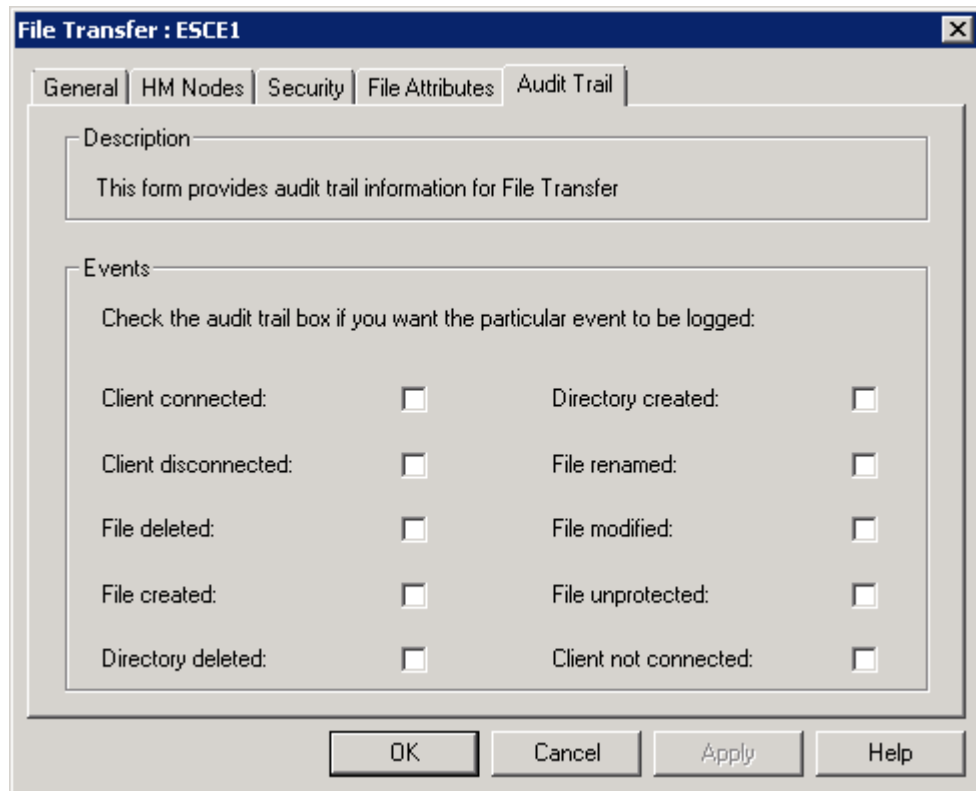 File Transfer : ESCE1
General HM Nodes Security File Attributes Audit Trail
Description
This form provides audit trail information for File Transfer
Events
Check the audit trail box if you want the particular event to be logged:
Client connected: Directory created:
Client disconnected: File renamed:
File deleted: File modified:
File created: File unprotected:
Directory deleted: Client not connected:
OK Cancel Apply Help